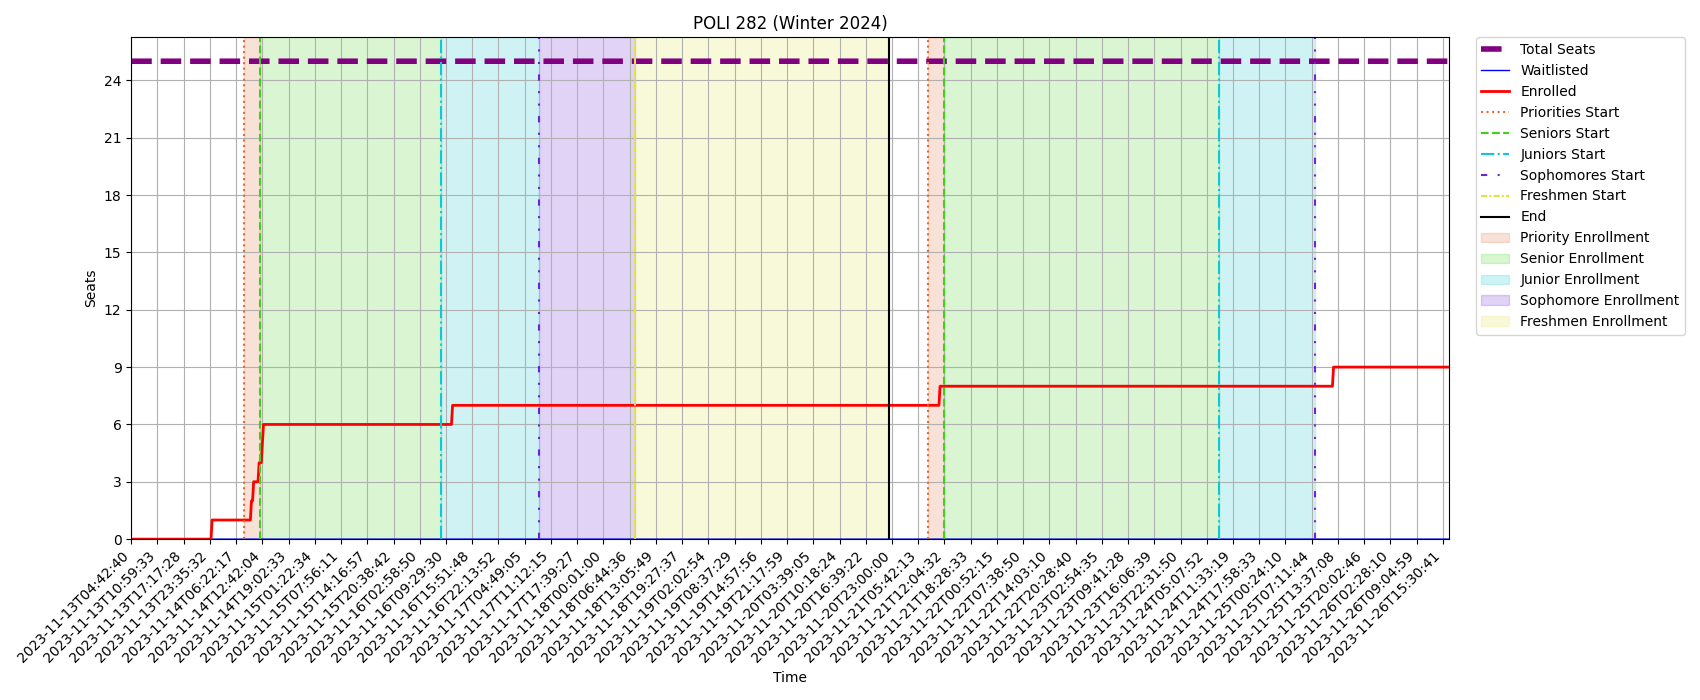 POLI 282 (Winter 2024)
Seats
24
21
18
15
12
9
6
3
0
2023-11-13T04:42:40
2023-11-13T10:59:33
2023-11-13T17:17:28
2023-11-13T23:35:32
2023-11-14T06:22:17
2023-11-14T12:42:04
2023-11-14T19:02:33
2023-11-15T01:22:34
2023-11-15T07:56:11
2023-11-15T14:16:57
2023-11-15T20:38:42
2023-11-16T02:58:50
2023-11-16T09:29:30
2023-11-16T15:51:48
2023-11-16T22:13:52
2023-11-17T04:49:05
2023-11-17T11:12:15
2023-11-17T17:39:27
2023-11-18T00:01:00
2023-11-18T06:44:36
2023-11-18T13:05:49
2023-11-18T19:27:37
2023-11-19T02:02:54
2023-11-19T08:37:29
2023-11-19T14:57:56
2023-11-19T21:17:59
2023-11-20T03:39:05
2023-11-20T10:18:24
2023-11-20T16:39:22
2023-11-20T23:00:00
2023-11-21T05:42:13
2023-11-21T12:04:32
2023-11-21T18:28:33
2023-11-22T00:52:15
2023-11-22T07:38:50
2023-11-22T14:03:10
2023-11-22T20:28:40
2023-11-23T02:54:35
2023-11-23T09:41:28
2023-11-23T16:06:39
2023-11-23T22:31:50
2023-11-24T05:07:52
2023-11-24T11:33:19
2023-11-24T17:58:33
2023-11-25T00:24:10
2023-11-25T07:11:44
2023-11-25T13:37:08
2023-11-25T20:02:46
2023-11-26T02:28:10
2023-11-26T09:04:59
2023-11-26T15:30:41
Time
Total Seats
Waitlisted
Enrolled
Priorities Start
Seniors Start
Juniors Start
Sophomores Start
Freshmen Start
End
Priority Enrollment
Senior Enrollment
Junior Enrollment
Sophomore Enrollment
Freshmen Enrollment